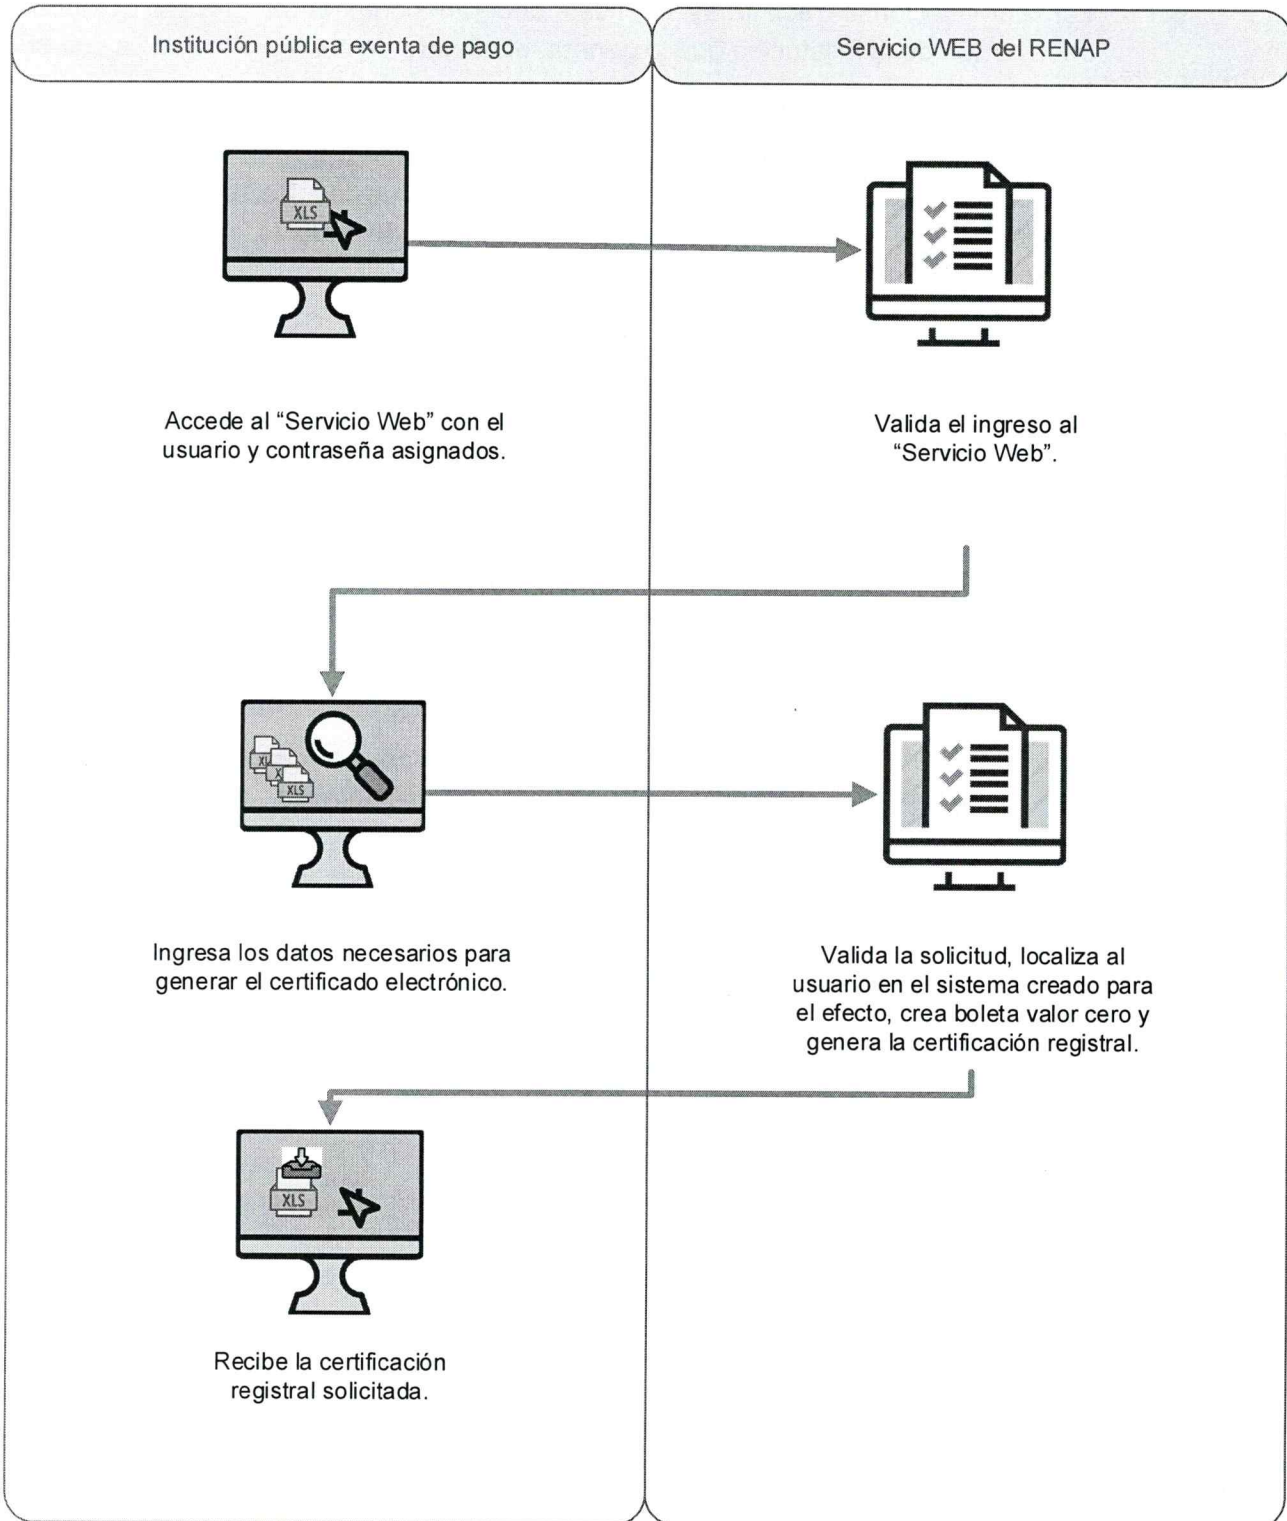 Institución pública exenta de pago
Servicio WEB del RENAP
XLS
Accede al “Servicio Web” con el
usuario y contraseña asignados.
Valida el ingreso al
“Servicio Web”.
XLS
Ingresa los datos necesarios para
generar el certificado electrónico.
Valida la solicitud, localiza al
usuario en el sistema creado para
el efecto, crea boleta valor cero y
genera la certificación registral.
XLS
Recibe la certificación
registral solicitada.